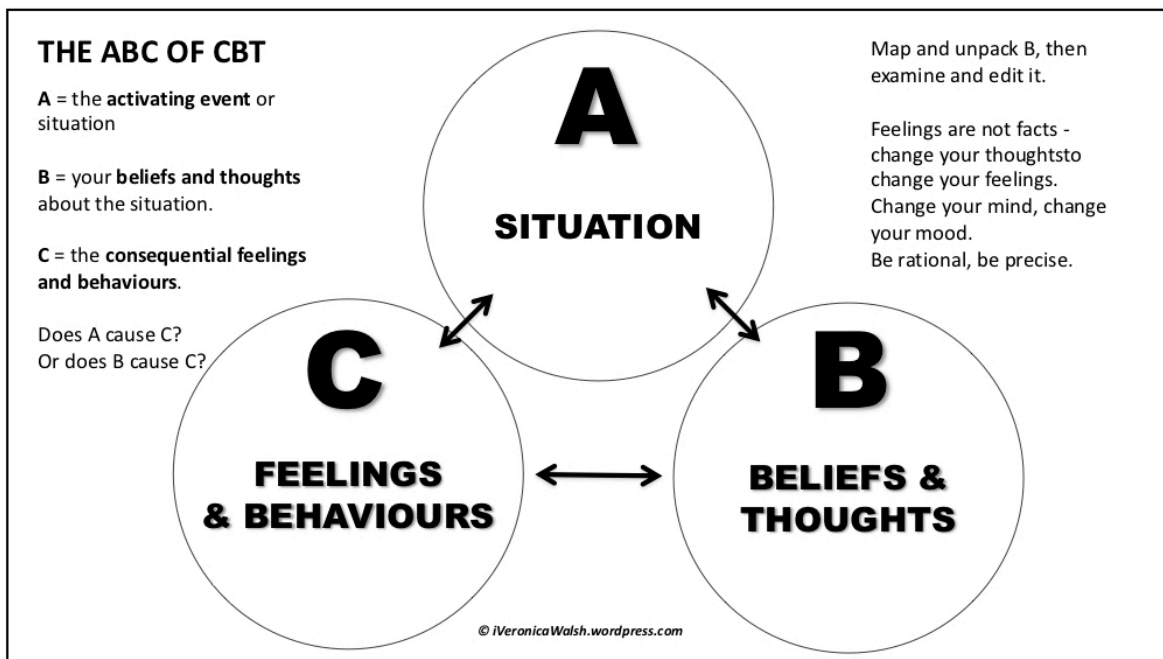 THE ABC OF CBT
A = the activating event or
situation
B = your beliefs and thoughts
about the situation.
C = the consequential feelings
and behaviours.
Does A cause C?
Or does B cause C?
A
SITUATION
Map and unpack B, then
examine and edit it.
Feelings are not facts -
change your thoughtsto
change your feelings.
Change your mind, change
your mood.
Be rational, be precise.
C
FEELINGS
& BEHAVIOURS
B
BELIEFS &
THOUGHTS
© iVeronicaWalsh.wordpress.com